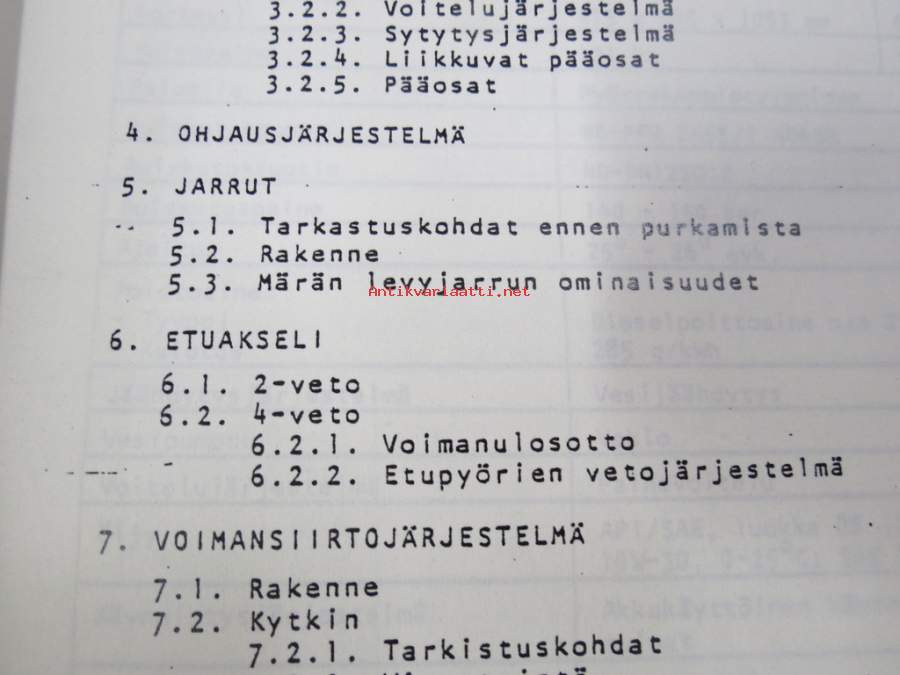 3.2.2. Voitelujärjestelmä
3.2.3. Sytytysjärjestelmä
3.2.4. Liikkuvat pääosat
3.2.5. Pääosat
4. OHJAUSJÄRJESTELMÄ
5. JARRUT
5.1. Tarkastuskohdat ennen purkamista
5.2. Rakenne
5.3. Märän levyjarrun ominaisuudet
Antikvariaatti.net
6. ETUAKSELI
6.1. 2-veto
6.2. 4-veto
6.2.1. Voimanulosotto
6.2.2. Etupyörien vetojärjestelmä
7. VOIMANSIIRTOJÄRJESTELMÄ
7.1. Rakenne
7.2. Kytkin
7.2.1. Tarkistuskohdat